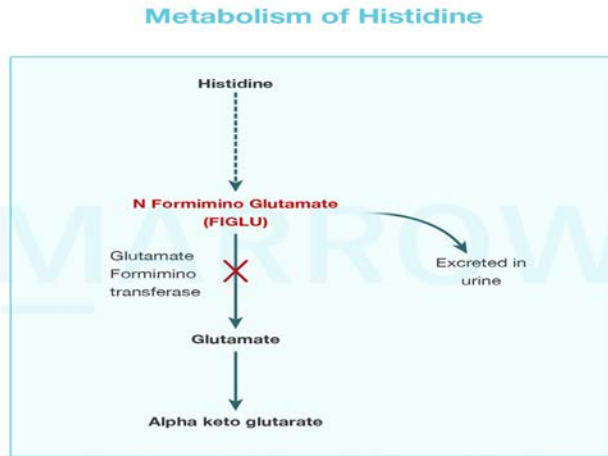 Metabolism of Histidine
Histidine
N Formimino Glutamate
(FIGLU)
Glutamate
Formimino
transferase
Excreted in
urine
Glutamate
Alpha keto glutarate
MARROW